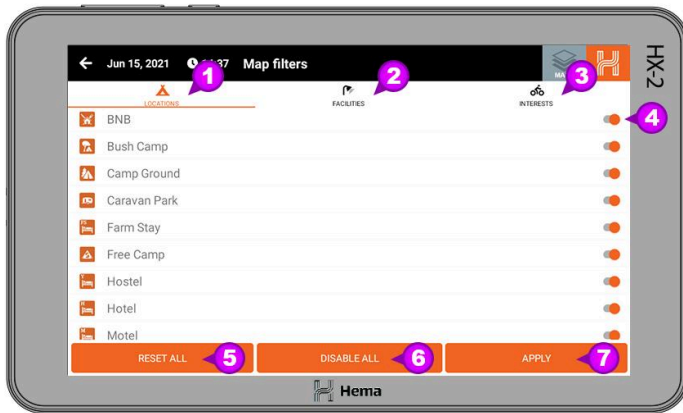 Jun 15, 2021 Map filters
1 2 3
LOCATIONS FACILITIES INTERESTS
BNB 4
Bush Camp
Camp Ground
Caravan Park
Farm Stay
Free Camp
Hostel
Hotel
Motel
RESET ALL 5 DISABLE ALL 6 APPLY 7
Hema
HX-2